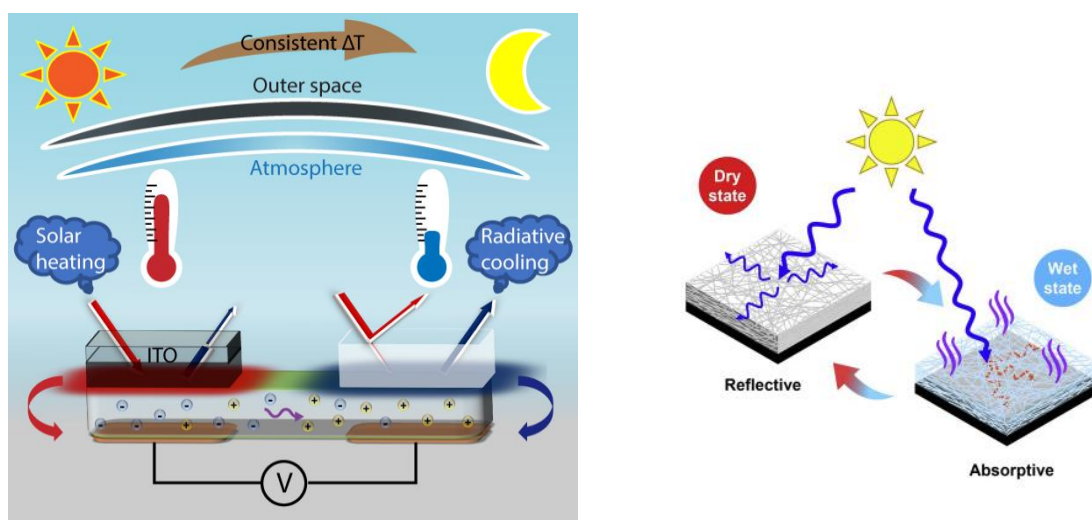 Consistent ΔT
Outer space
Atmosphere
Solar
heating
Radiative
cooling
ITO
V
Dry
state
Wet
state
Reflective
Absorptive